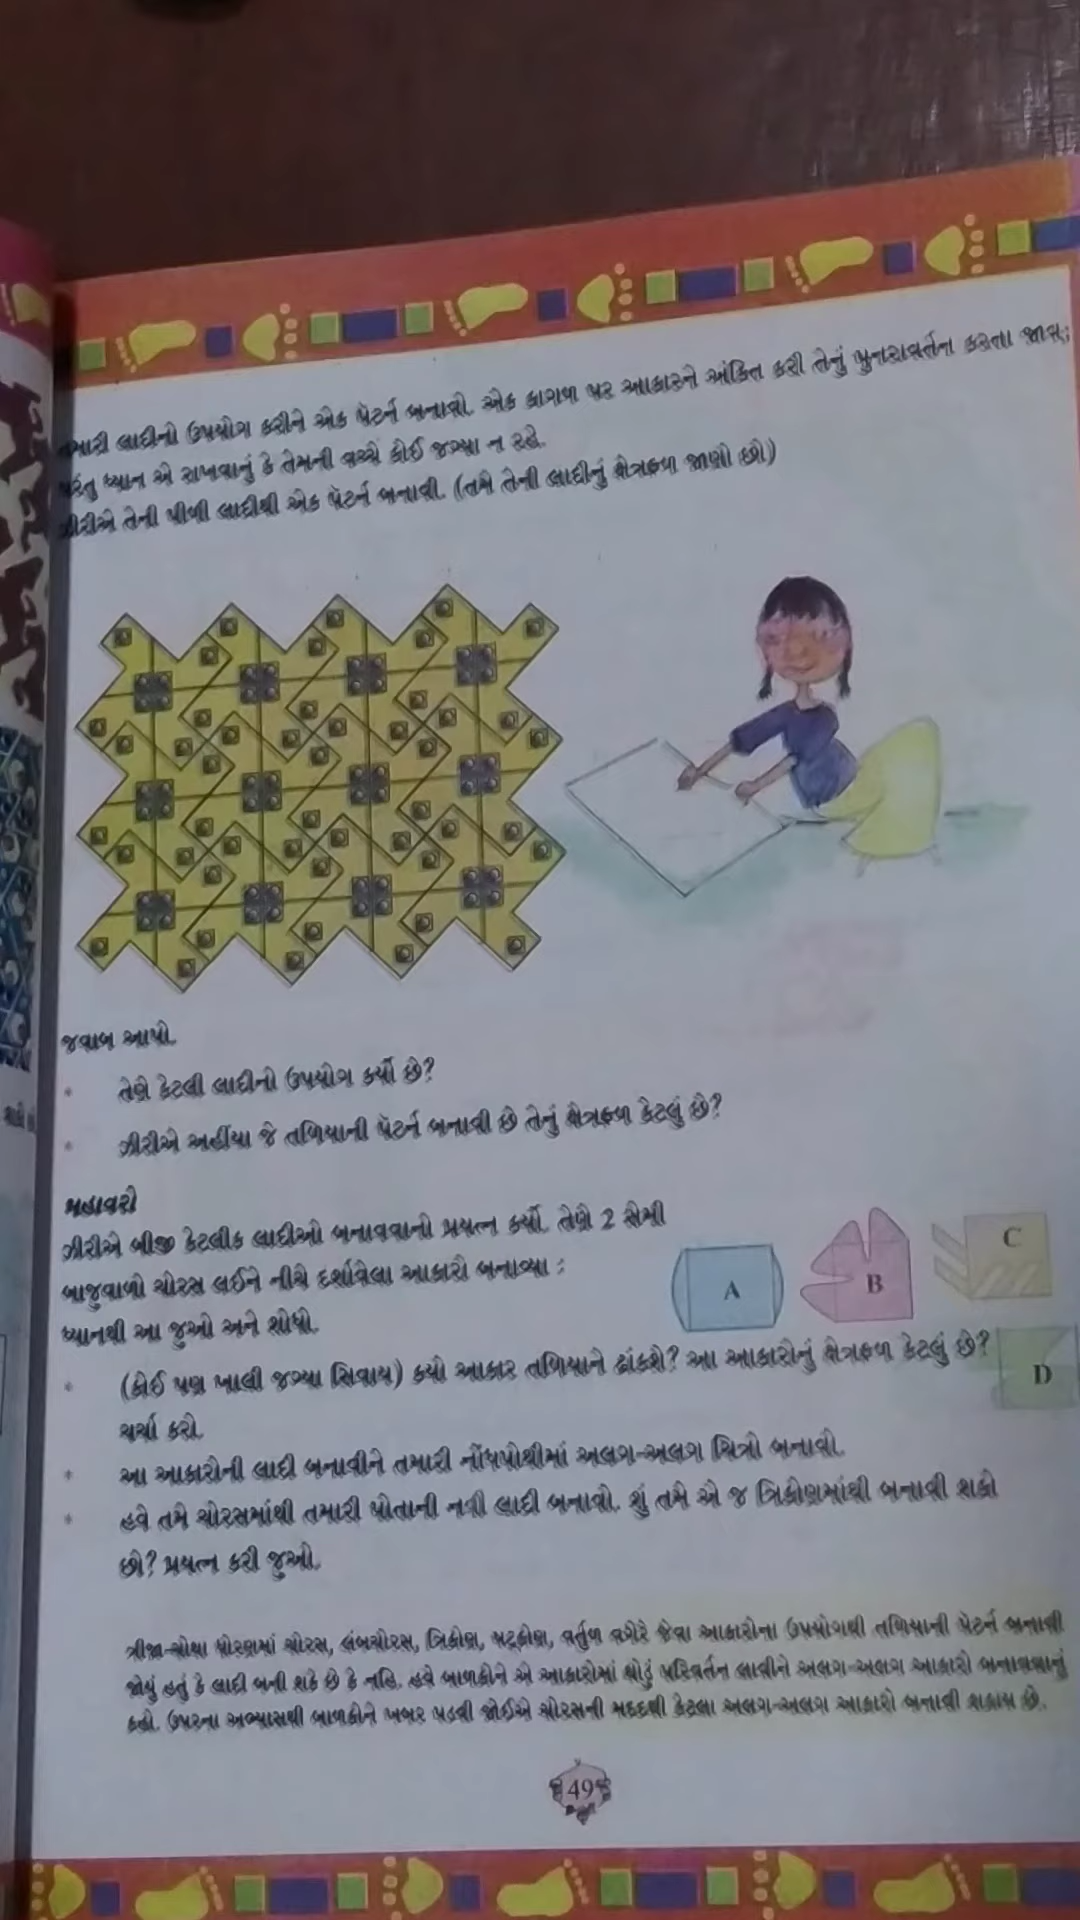 તમારી લાદીનો ઉપયોગ કરીને એક પેટર્ન બનાવો. એક કાગળ પર આકારને અંકિત કરી તેનું પુનરાવર્તન કરતા જાવ;
પરંતુ ધ્યાન એ રાખવાનું કે તેમની વચ્ચે કોઈ જગ્યા ન રહે.
ઝીરીએ તેની પીળી લાદીથી એક પેટર્ન બનાવી. (તમે તેની લાદીનું ક્ષેત્રફળ જાણો છો)
જવાબ આપો.
* તેણે કેટલી લાદીનો ઉપયોગ કર્યો છે?
* ઝીરીએ અહીંયા જે તળિયાની પૅટર્ન બનાવી છે તેનું ક્ષેત્રફળ કેટલું છે?
મહાવરો
ઝીરીએ બીજી કેટલીક લાદીઓ બનાવવાનો પ્રયત્ન કર્યો. તેણે 2 સેમી
બાજુવાળો ચોરસ લઈને નીચે દર્શાવેલા આકારો બનાવ્યા :
ધ્યાનથી આ જુઓ અને શોધો.
A
B
C
D
* (કોઈ પણ ખાલી જગ્યા સિવાય) કયો આકાર તળિયાને ઢાંકશે? આ આકારોનું ક્ષેત્રફળ કેટલું છે?
ચર્ચા કરો.
* આ આકારોની લાદી બનાવીને તમારી નોંધપોથીમાં અલગ-અલગ ચિત્રો બનાવો.
* હવે તમે ચોરસમાંથી તમારી પોતાની નવી લાદી બનાવો. શું તમે એ જ ત્રિકોણમાંથી બનાવી શકો
છો? પ્રયત્ન કરી જુઓ.
ત્રીજા-ચોથા ધોરણમાં ચોરસ, લંબચોરસ, ત્રિકોણ, ષટ્કોણ, વર્તુળ વગેરે જેવા આકારોના ઉપયોગથી તળિયાની પૅટર્ન બનાવી
જોયું હતું કે લાદી બની શકે છે કે નહિ. હવે બાળકોને એ આકારોમાં થોડું પરિવર્તન લાવીને અલગ-અલગ આકારો બનાવવાનું
કહો. ઉપરના અભ્યાસથી બાળકોને ખબર પડવી જોઈએ ચોરસની મદદથી કેટલા અલગ-અલગ આકારો બનાવી શકાય છે.
49